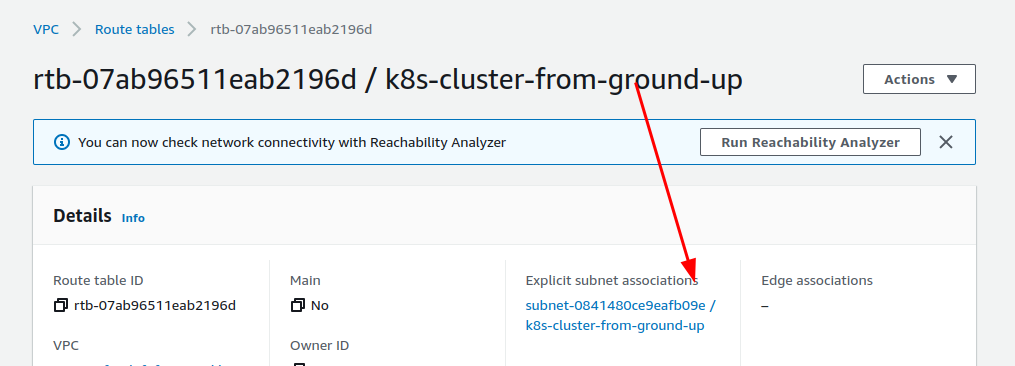 VPC > Route tables > rtb-07ab96511eab2196d
rtb-07ab96511eab2196d / k8s-cluster-from-ground-up
Actions
You can now check network connectivity with Reachability Analyzer
Run Reachability Analyzer
Details Info
Route table ID
rtb-07ab96511eab2196d
VPC
Main
No
Owner ID
Explicit subnet associations
subnet-0841480ce9eafb09e /
k8s-cluster-from-ground-up
Edge associations
–